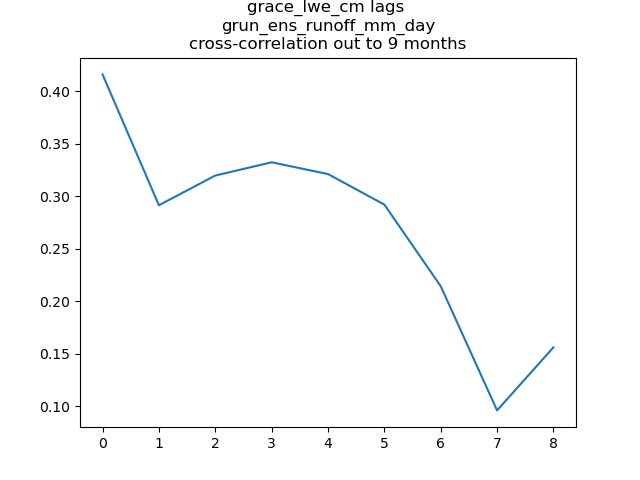 grace_lwe_cm lags
grun_ens_runoff_mm_day
cross-correlation out to 9 months
0.40
0.35
0.30
0.25
0.20
0.15
0.10
0 1 2 3 4 5 6 7 8